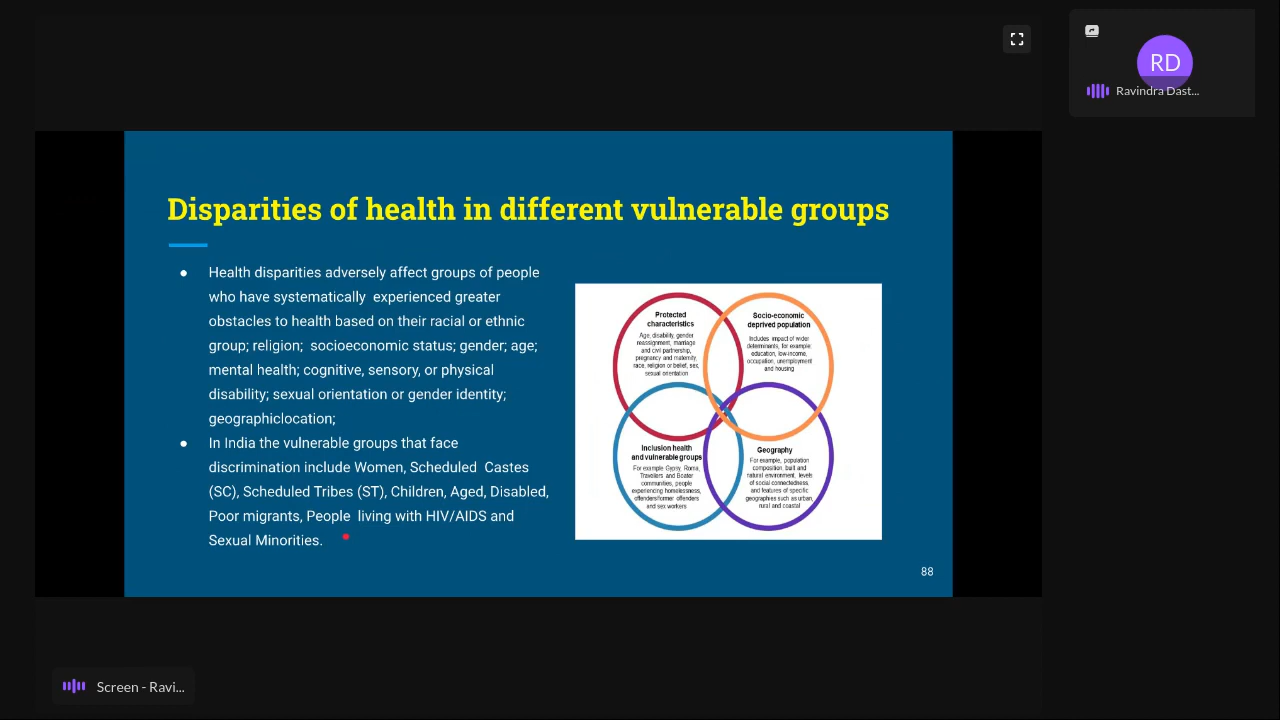 RD
Ravindra Dast...
Disparities of health in different vulnerable groups
● Health disparities adversely affect groups of people
who have systematically experienced greater
obstacles to health based on their racial or ethnic
group; religion; socioeconomic status; gender; age;
mental health; cognitive, sensory, or physical
disability; sexual orientation or gender identity;
geographiclocation;
● In India the vulnerable groups that face
discrimination include Women, Scheduled Castes
(SC), Scheduled Tribes (ST), Children, Aged, Disabled,
Poor migrants, People living with HIV/AIDS and
Sexual Minorities.
Protected
characteristics
Age, disability, gender
reassignment, marriage
and civil partnership,
pregnancy and maternity,
race, religion or belief, sex,
sexual orientation
Socio-economic
deprived population
Includes impact of wider
determinants, for example:
education, low-income,
occupation, unemployment
and housing
Inclusion health
and vulnerable groups
For example Gypsy, Roma,
Travellers and Boater
communities, people
experiencing homelessness,
offenders/former offenders
and sex workers
Geography
For example, population
composition, built and
natural environment, levels
of social connectedness,
and features of specific
geographies such as urban,
rural and coastal
88
Screen - Ravi...